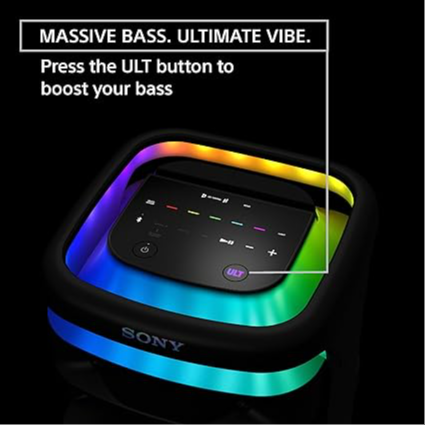 MASSIVE BASS. ULTIMATE VIBE.
Press the ULT button to
boost your bass
ULT
SONY